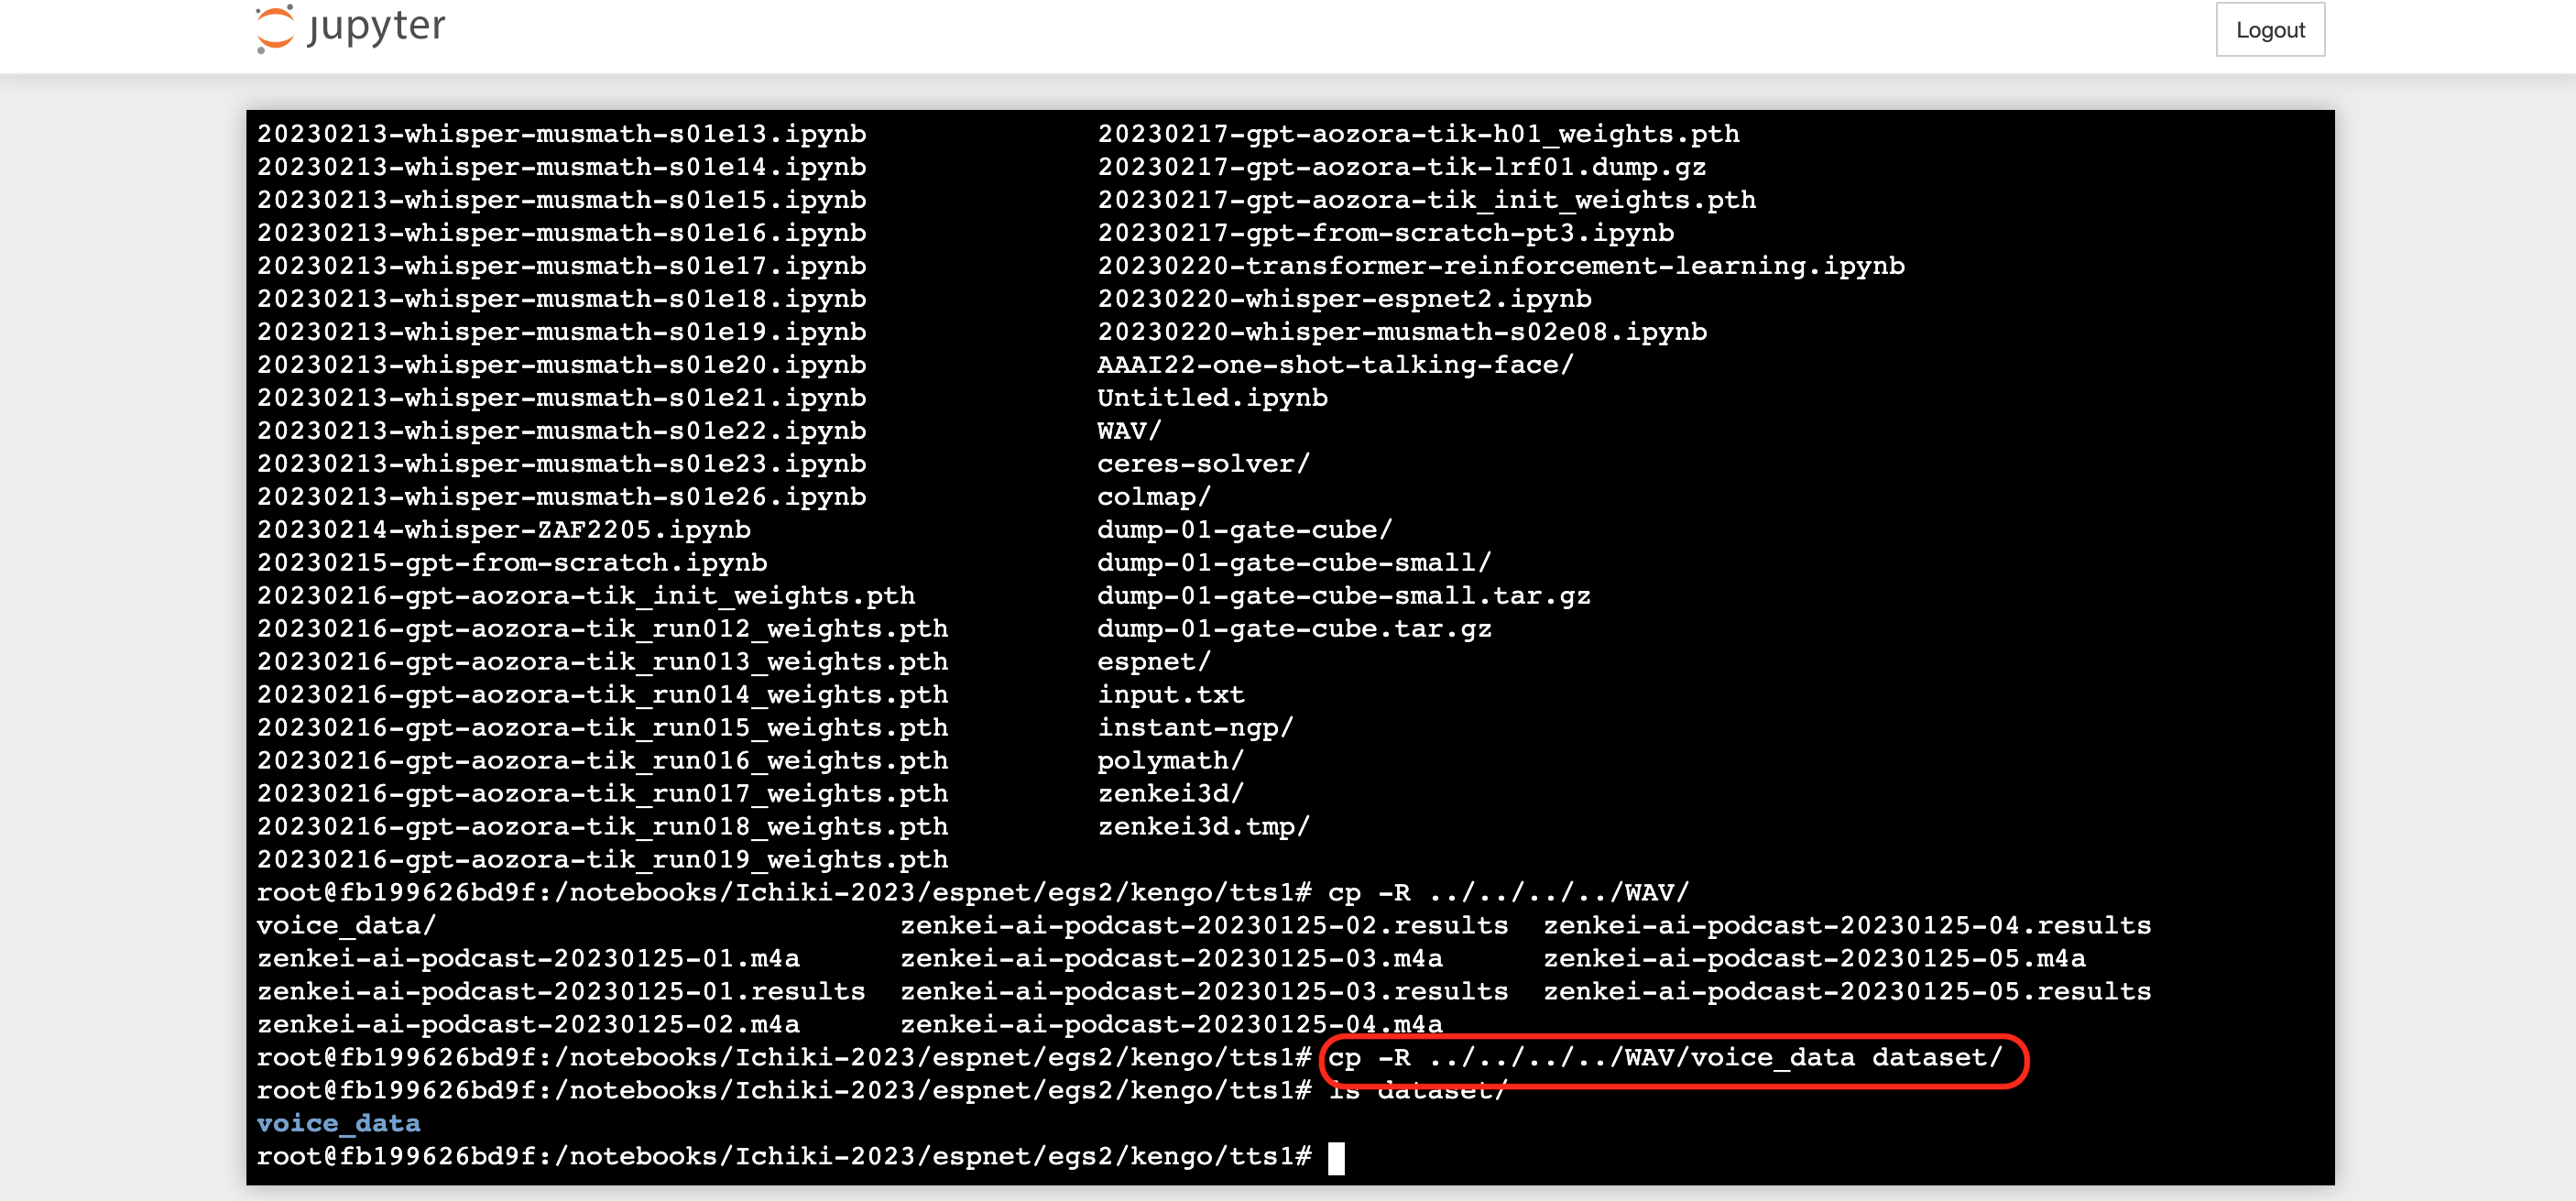 jupyter
Logout
20230213-whisper-musmath-s01e13.ipynb 20230217-gpt-aozora-tik-h01_weights.pth
20230213-whisper-musmath-s01e14.ipynb 20230217-gpt-aozora-tik-lrf01.dump.gz
20230213-whisper-musmath-s01e15.ipynb 20230217-gpt-aozora-tik_init_weights.pth
20230213-whisper-musmath-s01e16.ipynb 20230217-gpt-from-scratch-pt3.ipynb
20230213-whisper-musmath-s01e17.ipynb 20230220-transformer-reinforcement-learning.ipynb
20230213-whisper-musmath-s01e18.ipynb 20230220-whisper-espnet2.ipynb
20230213-whisper-musmath-s01e19.ipynb 20230220-whisper-musmath-s02e08.ipynb
20230213-whisper-musmath-s01e20.ipynb AAAI22-one-shot-talking-face/
20230213-whisper-musmath-s01e21.ipynb Untitled.ipynb
20230213-whisper-musmath-s01e22.ipynb WAV/
20230213-whisper-musmath-s01e23.ipynb ceres-solver/
20230213-whisper-musmath-s01e26.ipynb colmap/
20230214-whisper-ZAF2205.ipynb dump-01-gate-cube/
20230215-gpt-from-scratch.ipynb dump-01-gate-cube-small/
20230216-gpt-aozora-tik_init_weights.pth dump-01-gate-cube-small.tar.gz
20230216-gpt-aozora-tik_run012_weights.pth dump-01-gate-cube.tar.gz
20230216-gpt-aozora-tik_run013_weights.pth espnet/
20230216-gpt-aozora-tik_run014_weights.pth input.txt
20230216-gpt-aozora-tik_run015_weights.pth instant-ngp/
20230216-gpt-aozora-tik_run016_weights.pth polymath/
20230216-gpt-aozora-tik_run017_weights.pth zenkei3d/
20230216-gpt-aozora-tik_run018_weights.pth zenkei3d.tmp/
20230216-gpt-aozora-tik_run019_weights.pth
root@fb199626bd9f:/notebooks/Ichiki-2023/espnet/egs2/kengo/tts1# cp -R ../../../../WAV/
voice_data/ zenkei-ai-podcast-20230125-02.results zenkei-ai-podcast-20230125-04.results
zenkei-ai-podcast-20230125-01.m4a zenkei-ai-podcast-20230125-03.m4a zenkei-ai-podcast-20230125-05.m4a
zenkei-ai-podcast-20230125-01.results zenkei-ai-podcast-20230125-03.results zenkei-ai-podcast-20230125-05.results
zenkei-ai-podcast-20230125-02.m4a zenkei-ai-podcast-20230125-04.m4a
root@fb199626bd9f:/notebooks/Ichiki-2023/espnet/egs2/kengo/tts1# cp -R ../../../../WAV/voice_data dataset/
root@fb199626bd9f:/notebooks/Ichiki-2023/espnet/egs2/kengo/tts1# ls dataset/
voice_data
root@fb199626bd9f:/notebooks/Ichiki-2023/espnet/egs2/kengo/tts1#